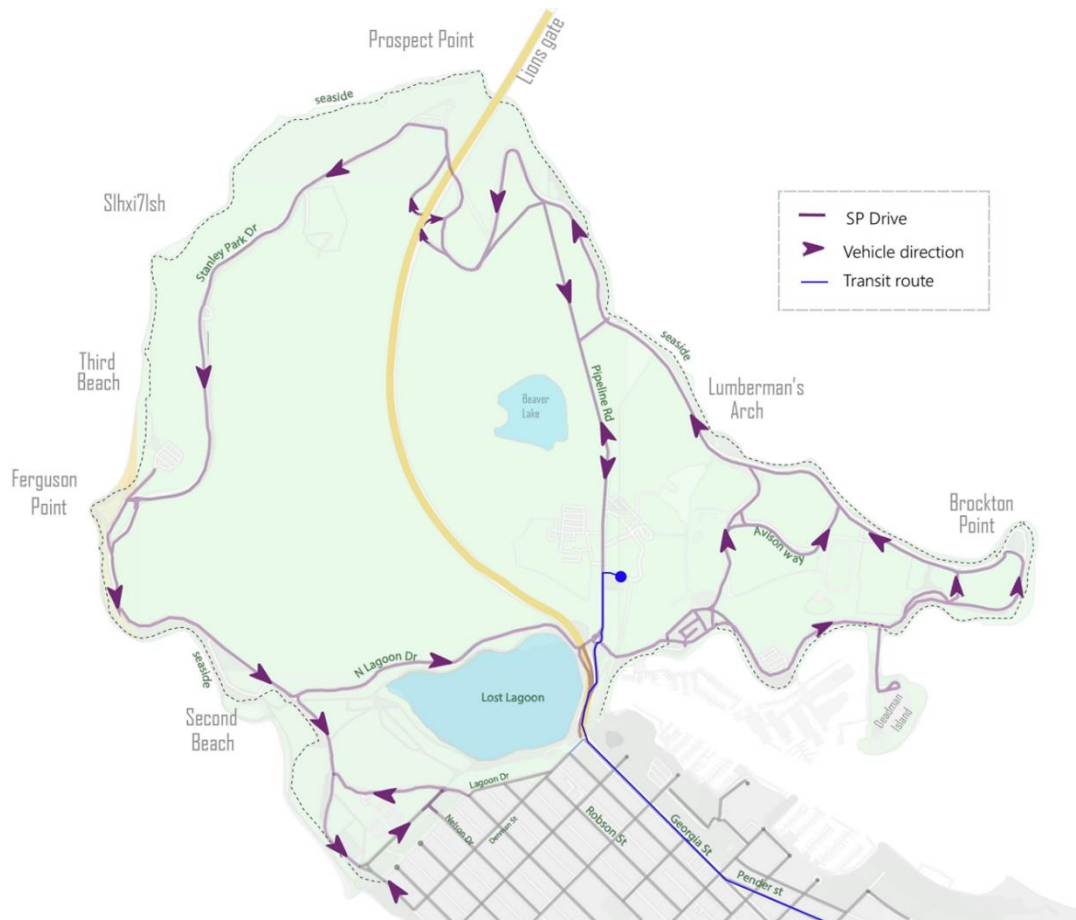 Prospect Point
Lions gate
seaside
Slhxi7lsh
Stanley Park Dr
SP Drive
Vehicle direction
Transit route
Third
Beach
Beaver
Lake
Pipeline Rd
seaside
Lumberman's
Arch
Ferguson
Point
Brockton
Point
Avison way
seaside
N Lagoon Dr
Lost Lagoon
Second
Beach
Deadman
Island
Lagoon Dr
Nelson Dr
Denman St
Robson St
Georgia St
Pender st